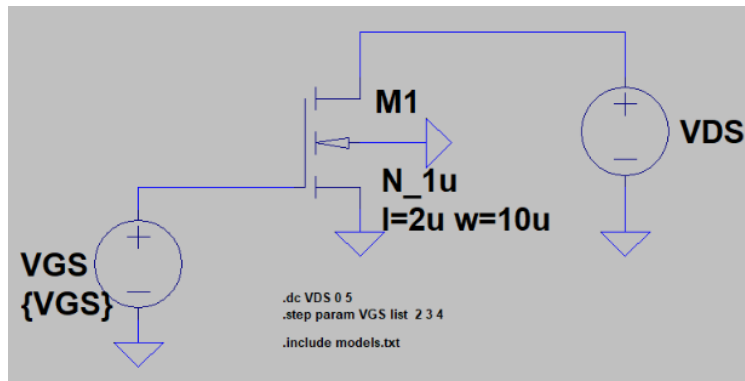 M1
VDS
N_1u
l=2u w=10u
VGS
{VGS}
.dc VDS 0 5
.step param VGS list 2 3 4
.include models.txt